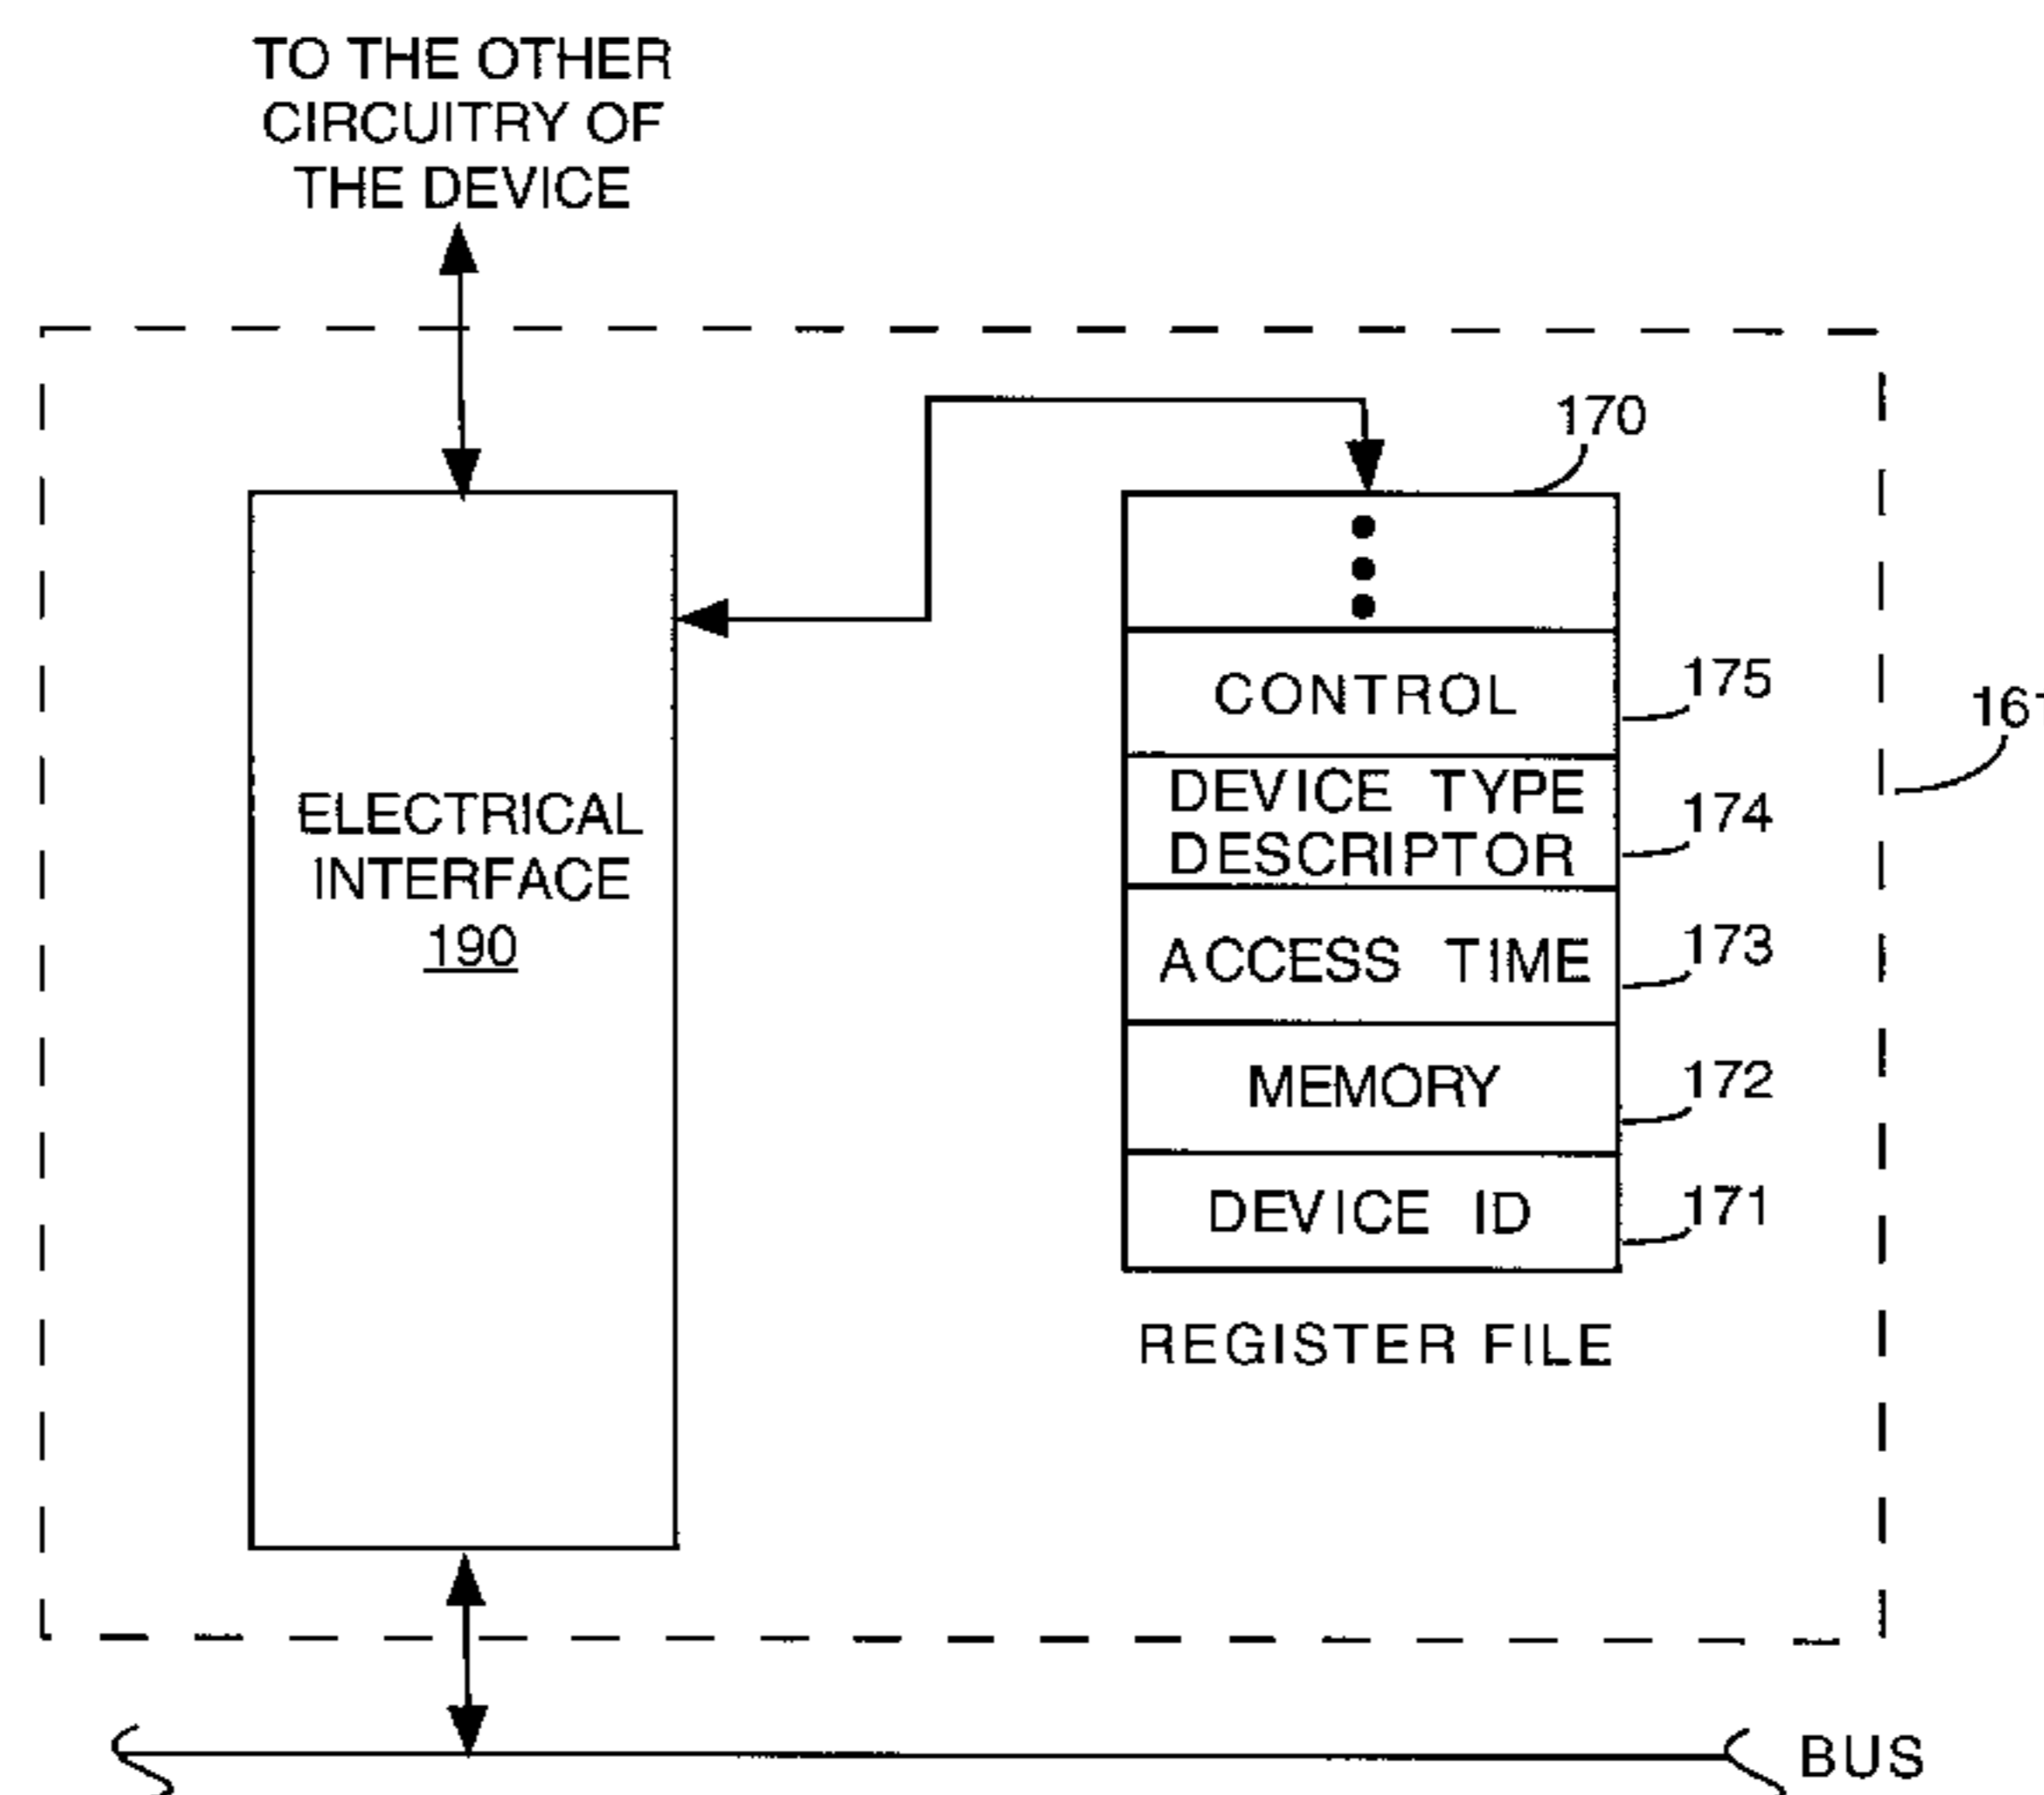 TO THE OTHER
CIRCUITRY OF
THE DEVICE
170
CONTROL
175
161
DEVICE TYPE
DESCRIPTOR
174
ELECTRICAL
INTERFACE
190
ACCESS TIME
173
MEMORY
172
DEVICE ID
171
REGISTER FILE
BUS